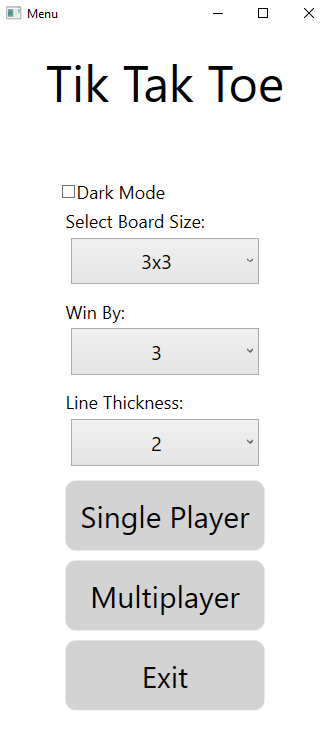 Menu
Tik Tak Toe
Dark Mode
Select Board Size:
3x3
Win By:
3
Line Thickness:
2
Single Player
Multiplayer
Exit